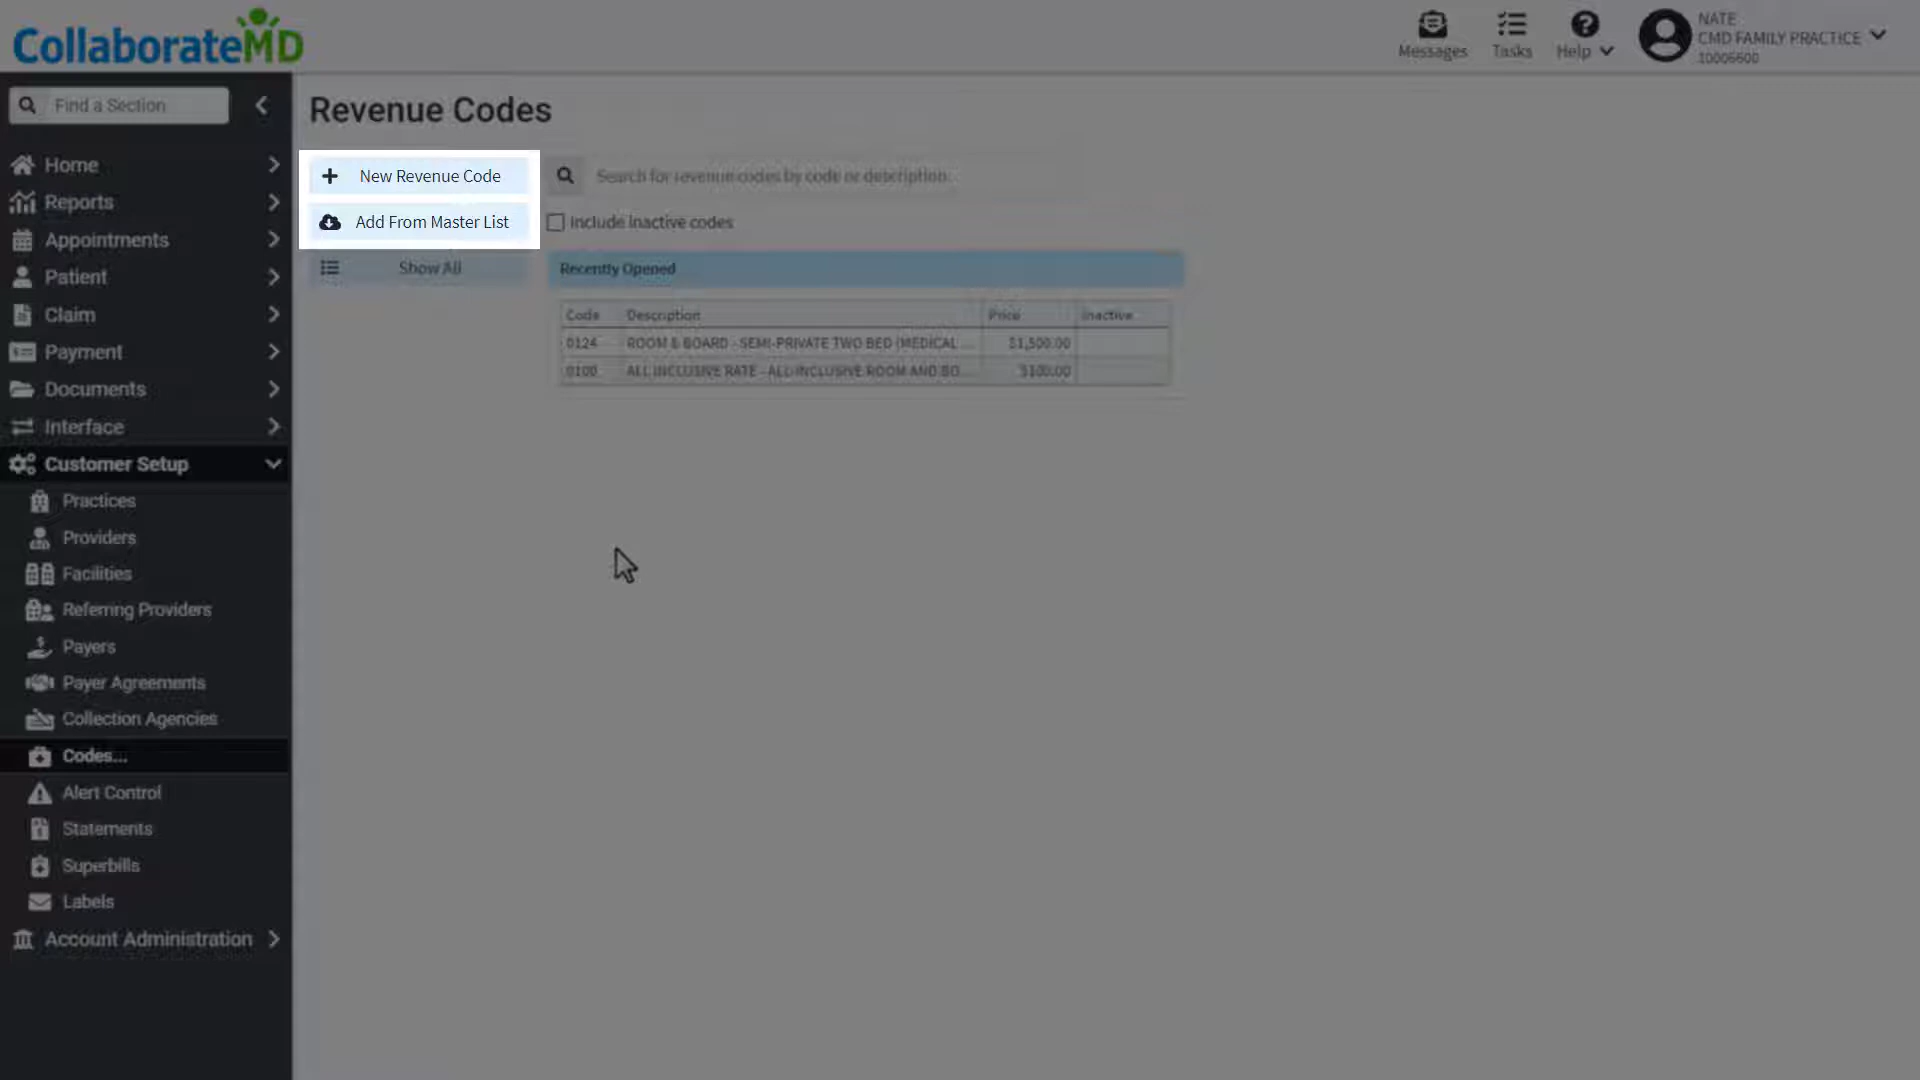 CollaborateMD
Messages
Tasks
Help
NATE
CMD FAMILY PRACTICE
10006600
Find a Section
Home
Reports
Appointments
Patient
Claim
Payment
Documents
Interface
Customer Setup
Practices
Providers
Facilities
Referring Providers
Payers
Payer Agreements
Collection Agencies
Codes...
Alert Control
Statements
Superbills
Labels
Account Administration
Revenue Codes
New Revenue Code
Add From Master List
Show All
Search for revenue codes by code or description...
Include inactive codes
Recently Opened
Code Description Price Inactive
0124 ROOM & BOARD - SEMI-PRIVATE TWO BED (MEDICAL ... $1,500.00
0100 ALL INCLUSIVE RATE - ALL-INCLUSIVE ROOM AND BO... $100.00